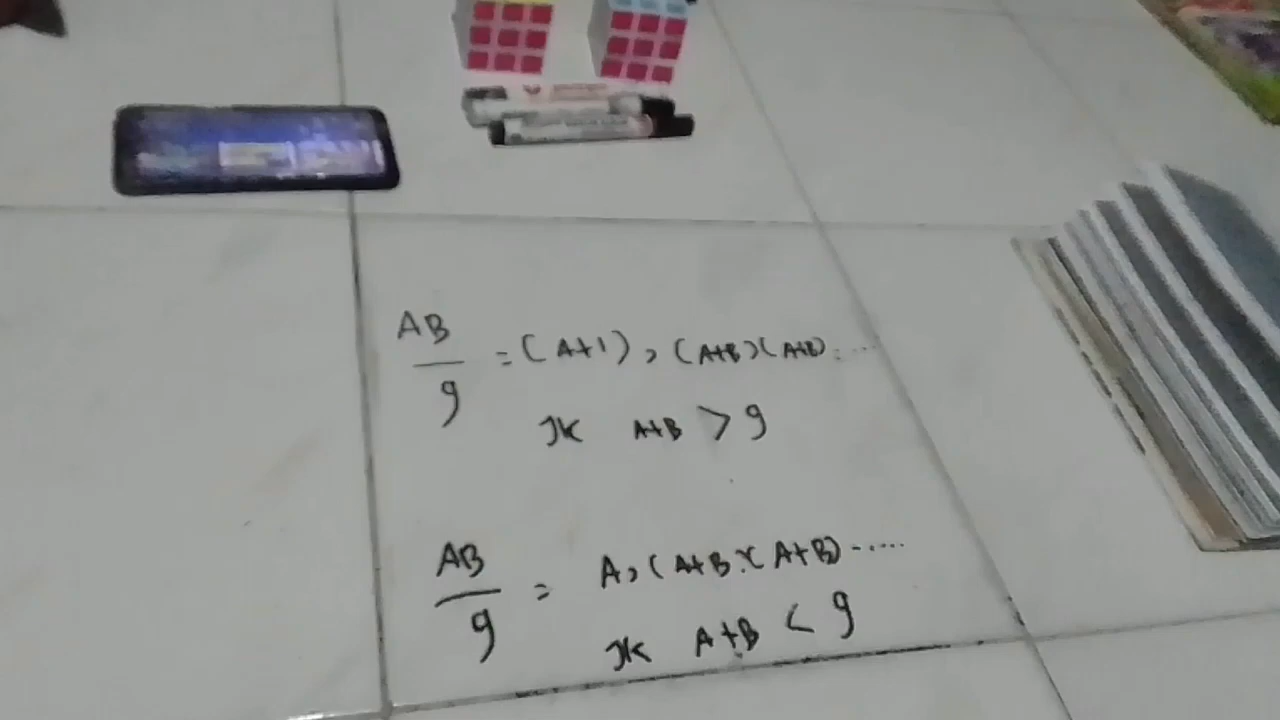 AB
― = (A+1), (A+B)(A+B).....
9
JK A+B > 9
AB
― = A, (A+B)(A+B)......
9
JK A+B < 9